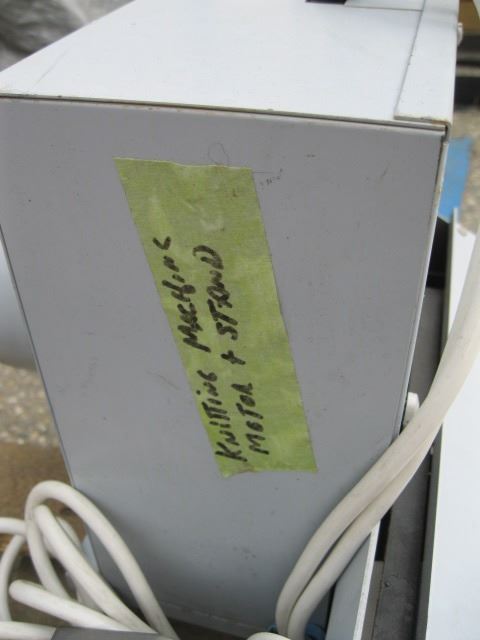 KNITTING MACHINE
MOTOR + STAND